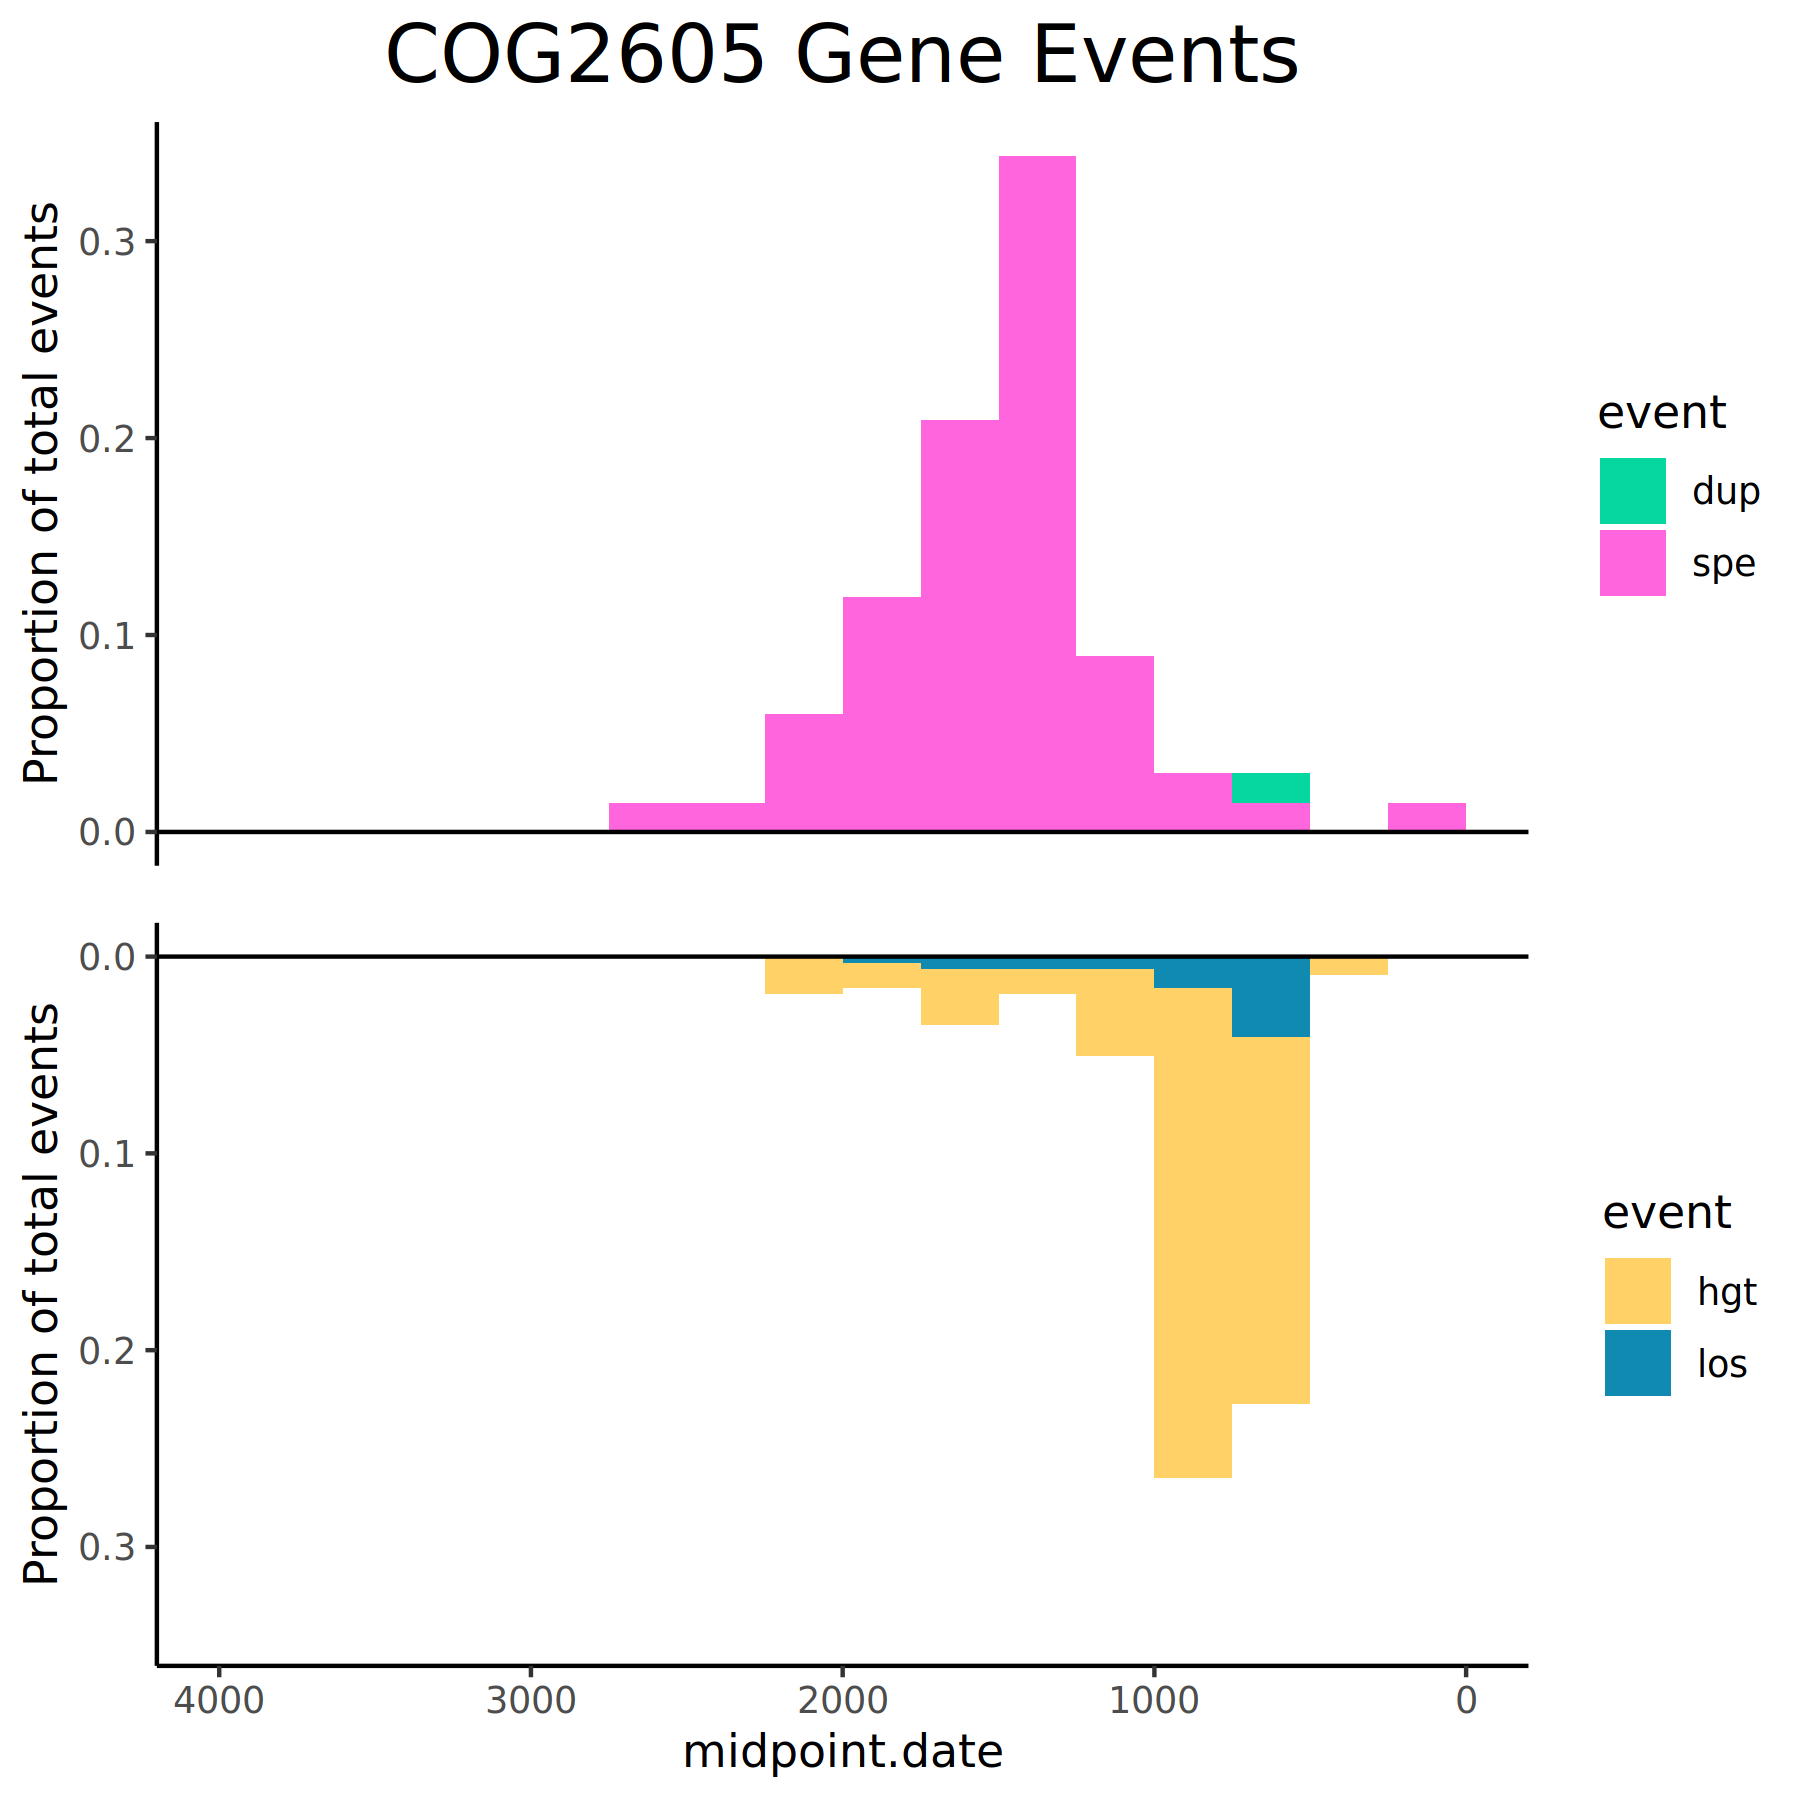 COG2605 Gene Events
Proportion of total events
0.3
0.2
0.1
0.0
event
dup
spe
Proportion of total events
0.0
0.1
0.2
0.3
event
hgt
los
4000 3000 2000 1000 0
midpoint.date